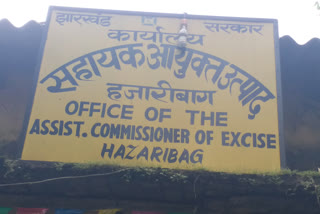 झारखंड सरकार
कार्यालय
सहायक आयुक्त उत्पाद
हजारीबाग
OFFICE OF THE
ASSIST. COMMISSIONER OF EXCISE
HAZARIBAG